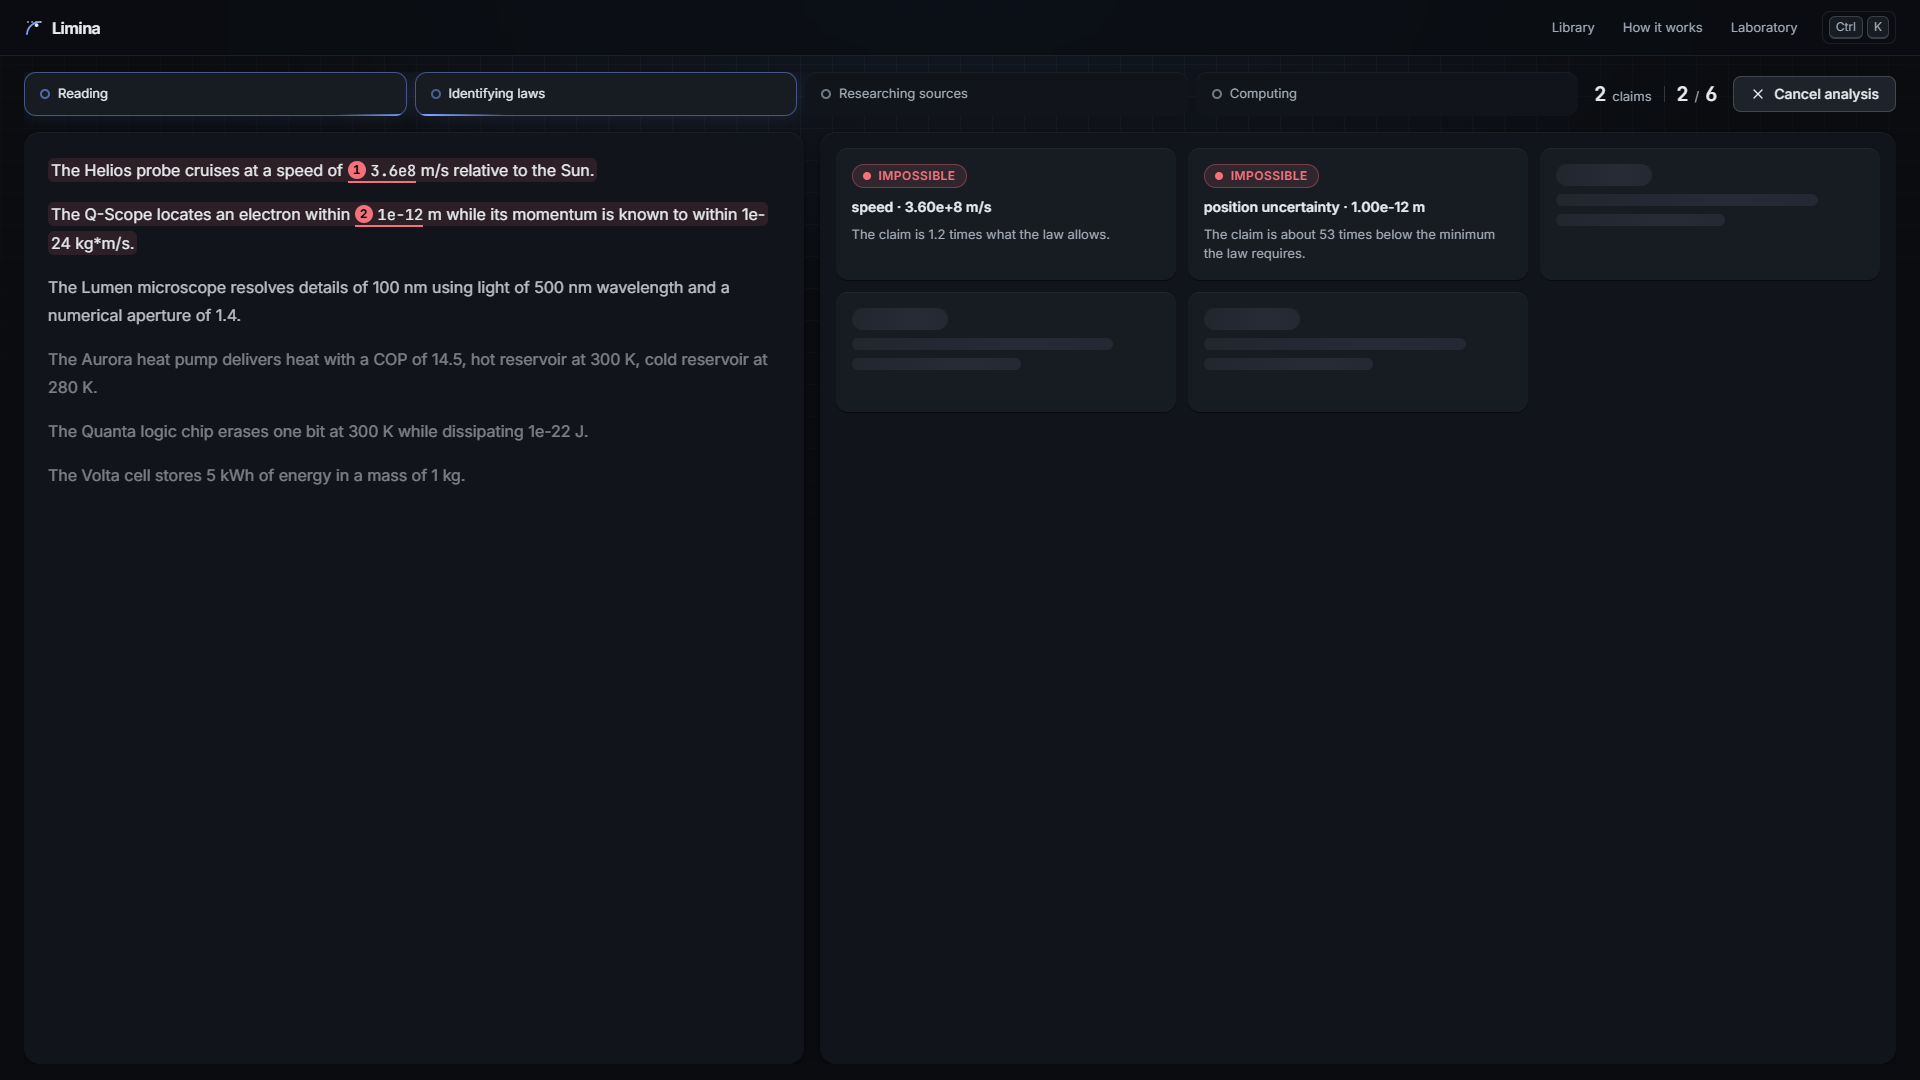 Limina
Library
How it works
Laboratory
Ctrl K
Reading
Identifying laws
Researching sources
Computing
2 claims
2 / 6
Cancel analysis
The Helios probe cruises at a speed of 1 3.6e8 m/s relative to the Sun.
The Q-Scope locates an electron within 2 1e-12 m while its momentum is known to within 1e-
24 kg*m/s.
The Lumen microscope resolves details of 100 nm using light of 500 nm wavelength and a
numerical aperture of 1.4.
The Aurora heat pump delivers heat with a COP of 14.5, hot reservoir at 300 K, cold reservoir at
280 K.
The Quanta logic chip erases one bit at 300 K while dissipating 1e-22 J.
The Volta cell stores 5 kWh of energy in a mass of 1 kg.
IMPOSSIBLE
speed · 3.60e+8 m/s
The claim is 1.2 times what the law allows.
IMPOSSIBLE
position uncertainty · 1.00e-12 m
The claim is about 53 times below the minimum
the law requires.